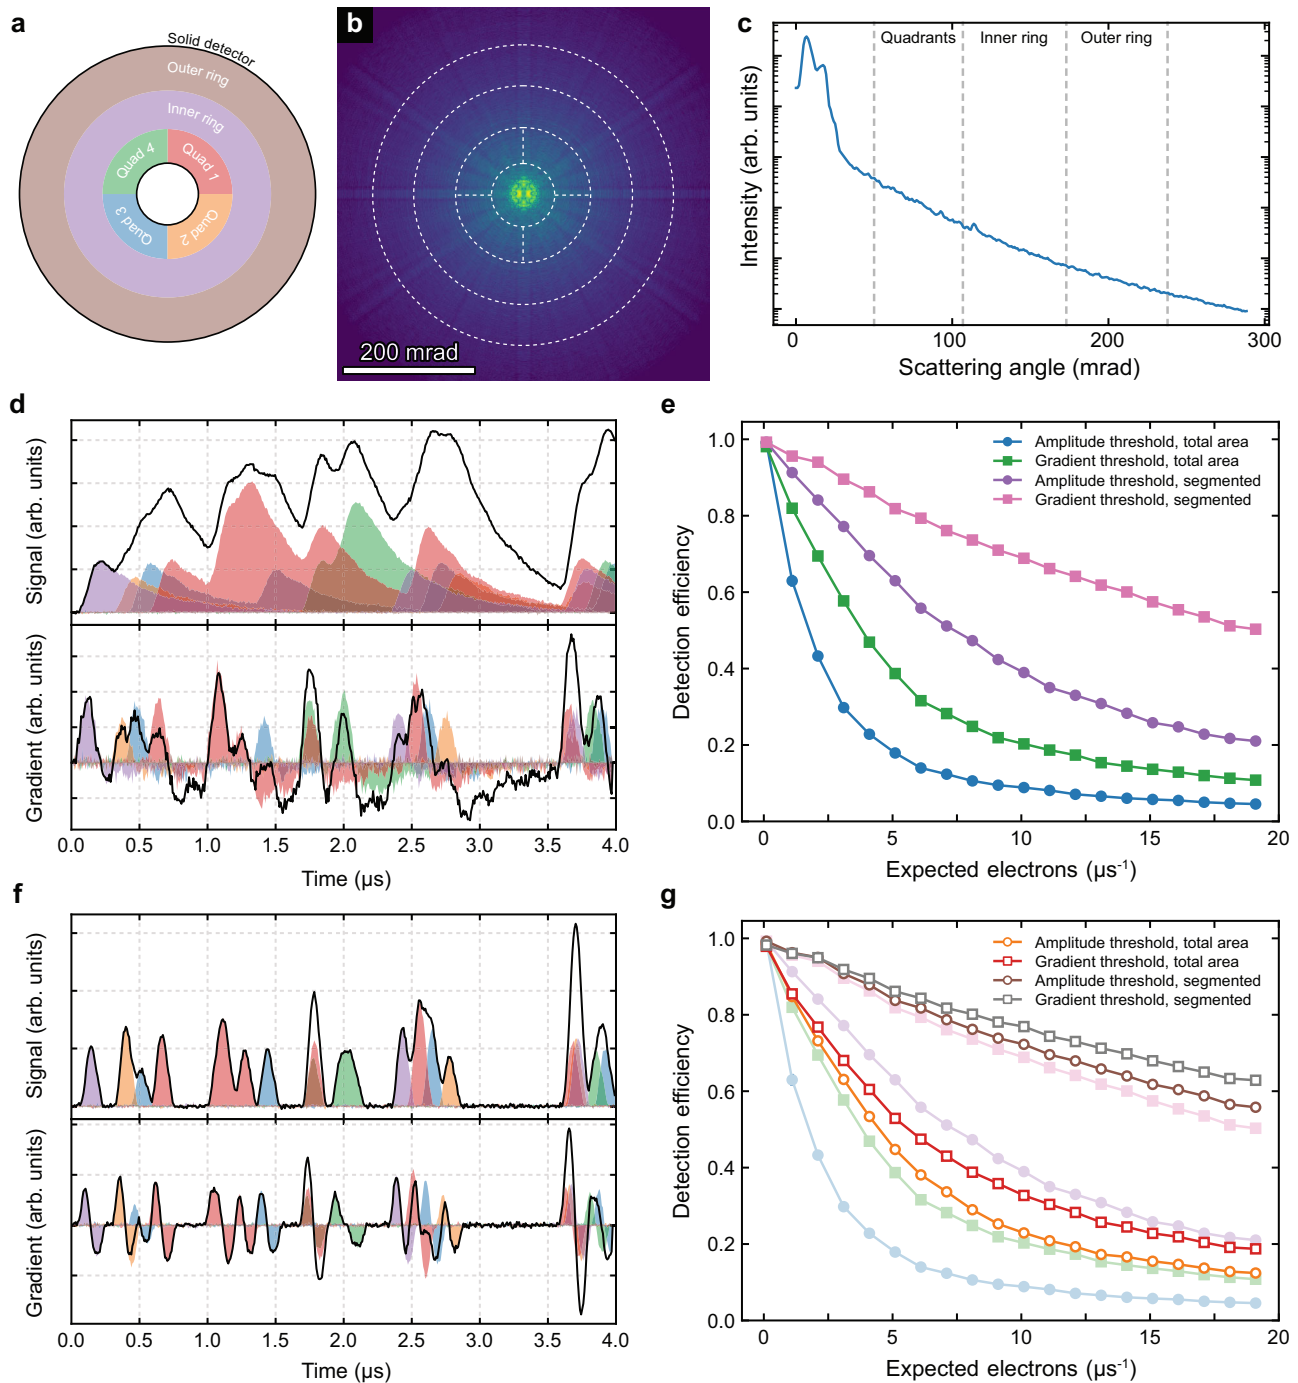 a
Solid detector
Outer ring
Inner ring
Quad 4
Quad 1
Quad 3
Quad 2
b
200 mrad
c
Quadrants
Inner ring
Outer ring
Intensity (arb. units)
0
100
200
300
Scattering angle (mrad)
d
Signal (arb. units)
Gradient (arb. units)
0.0
0.5
1.0
1.5
2.0
2.5
3.0
3.5
4.0
Time (µs)
e
Amplitude threshold, total area
Gradient threshold, total area
Amplitude threshold, segmented
Gradient threshold, segmented
Detection efficiency
1.0
0.8
0.6
0.4
0.2
0.0
0
5
10
15
20
Expected electrons (µs⁻¹)
f
Signal (arb. units)
Gradient (arb. units)
0.0
0.5
1.0
1.5
2.0
2.5
3.0
3.5
4.0
Time (µs)
g
Amplitude threshold, total area
Gradient threshold, total area
Amplitude threshold, segmented
Gradient threshold, segmented
Detection efficiency
1.0
0.8
0.6
0.4
0.2
0.0
0
5
10
15
20
Expected electrons (µs⁻¹)